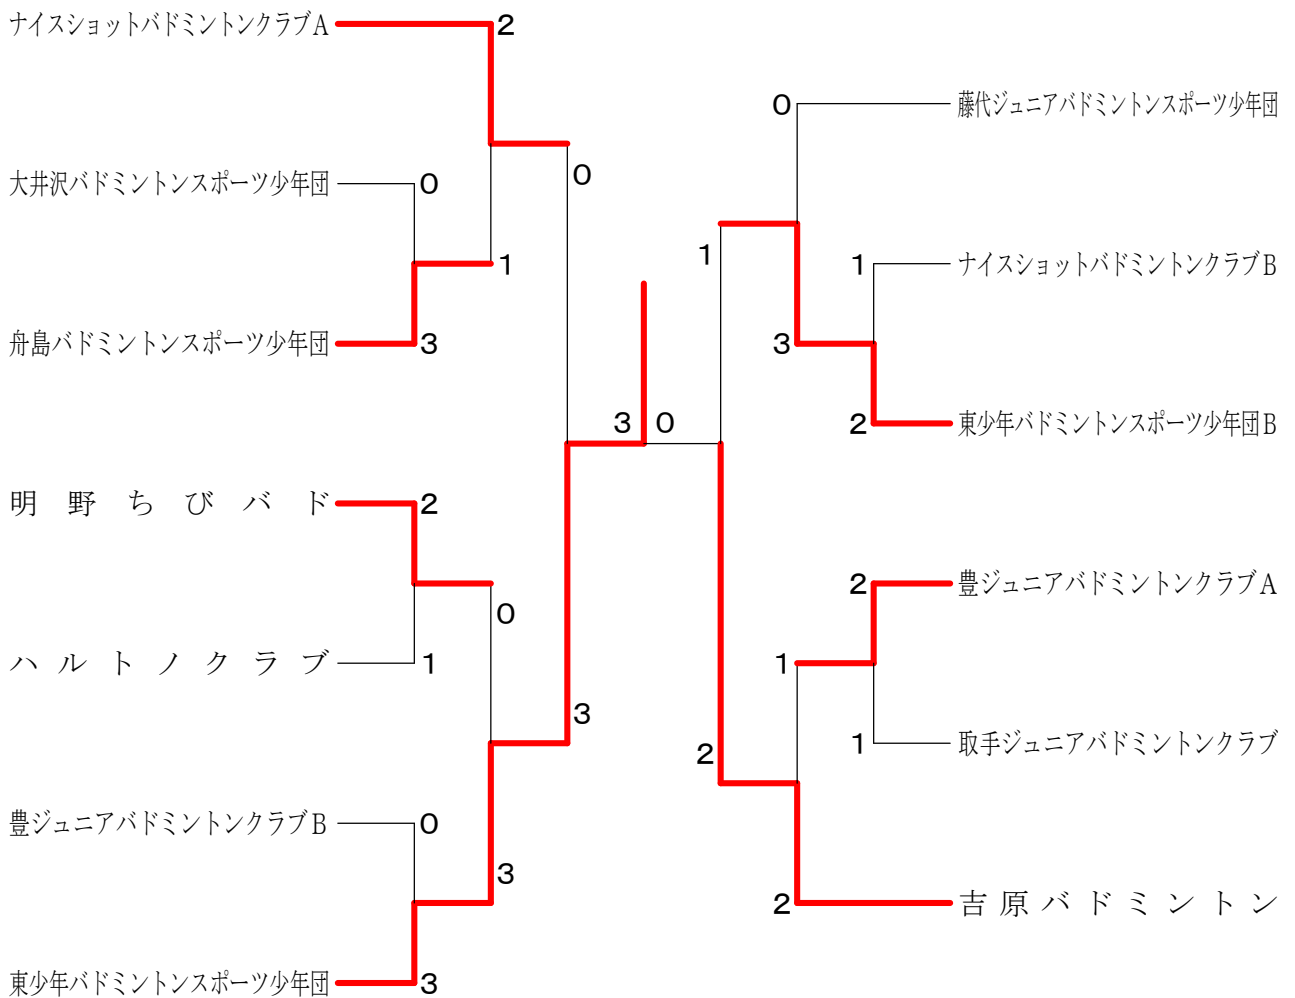 ナイスショットバドミントンクラブA
2
大井沢バドミントンスポーツ少年団
0
0
1
舟島バドミントンスポーツ少年団
3
明野ちびバド
2
0
ハルトノクラブ
1
3
豊ジュニアバドミントンクラブB
0
3
東少年バドミントンスポーツ少年団
3
3 0
0
藤代ジュニアバドミントンスポーツ少年団
1
1
ナイスショットバドミントンクラブB
3
2
東少年バドミントンスポーツ少年団B
2
豊ジュニアバドミントンクラブA
1
1
取手ジュニアバドミントンクラブ
2
2
吉原バドミントン